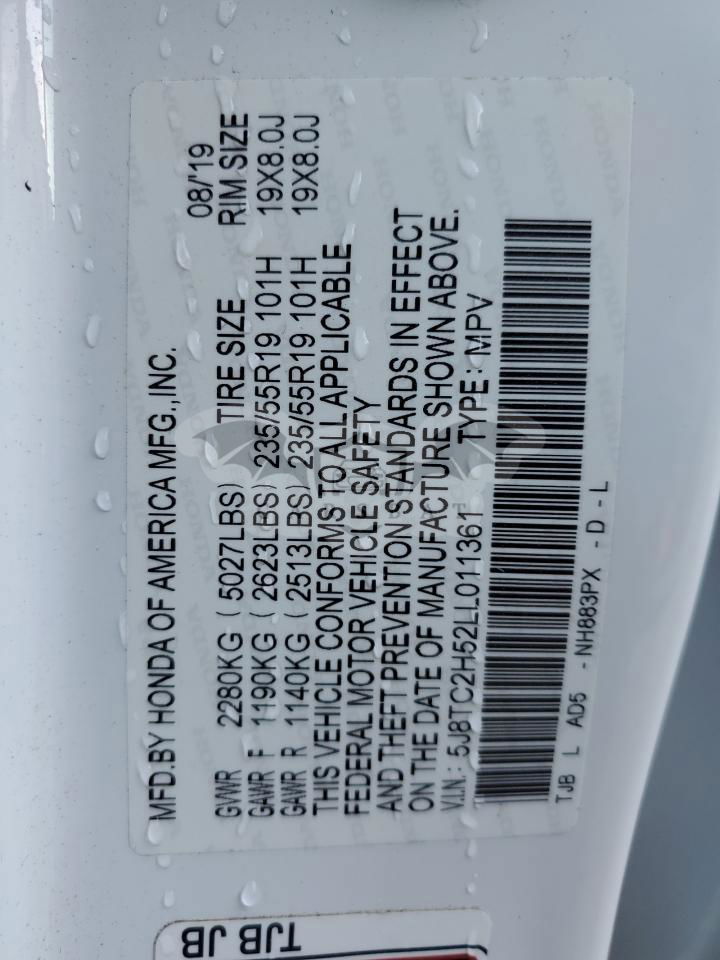 MFD.BY HONDA OF AMERICA MFG.,INC. 08/'19
GVWR 2280KG ( 5027LBS) TIRE SIZE RIM SIZE
GAWR F 1190KG ( 2623LBS) 235/55R19 101H 19X8.0J
GAWR R 1140KG ( 2513LBS) 235/55R19 101H 19X8.0J
THIS VEHICLE CONFORMS TO ALL APPLICABLE
FEDERAL MOTOR VEHICLE SAFETY
AND THEFT PREVENTION STANDARDS IN EFFECT
ON THE DATE OF MANUFACTURE SHOWN ABOVE.
V.I.N.: 5J8TC2H52LL011361 TYPE: MPV
TJB L AD5 -NH883PX - D - L
TJB JB